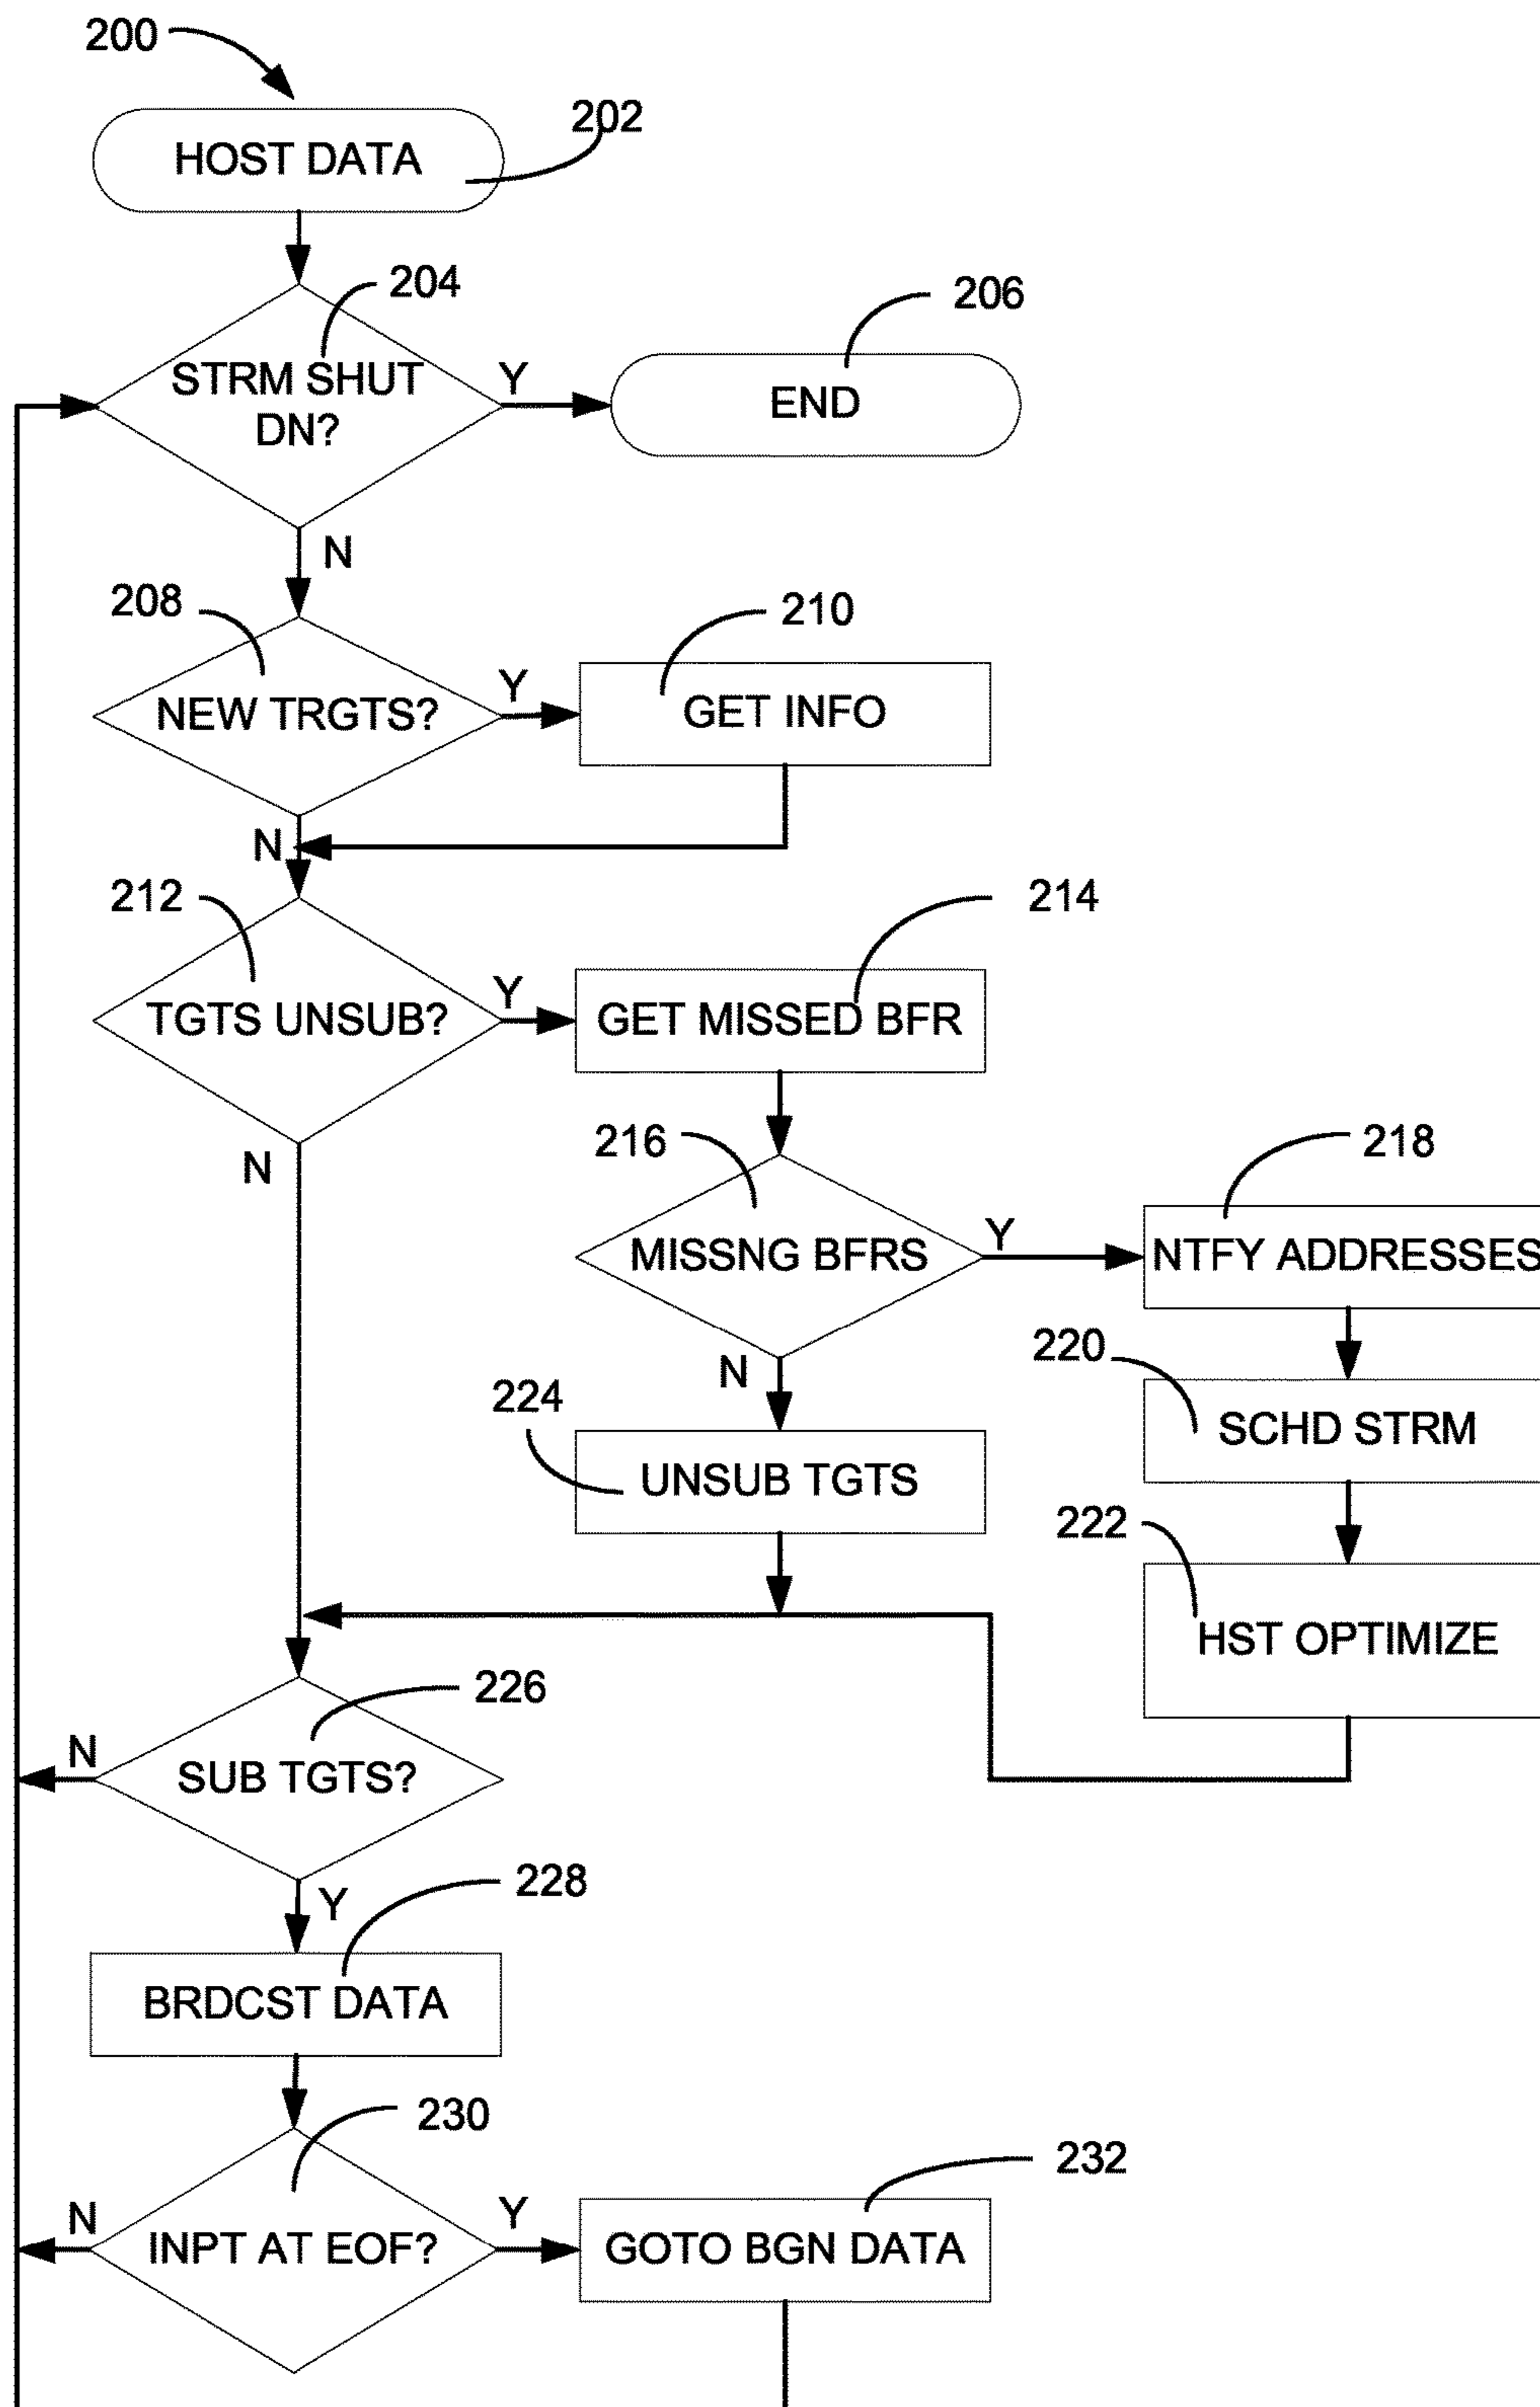 200
HOST DATA
202
204
STRM SHUT
DN?
Y
206
END
N
208
NEW TRGTS?
Y
210
GET INFO
N
212
TGTS UNSUB?
Y
214
GET MISSED BFR
N
216
MISSNG BFRS
Y
218
NTFY ADDRESSES
N
220
SCHD STRM
224
UNSUB TGTS
222
HST OPTIMIZE
226
N
SUB TGTS?
Y
228
BRDCST DATA
230
N
INPT AT EOF?
Y
232
GOTO BGN DATA